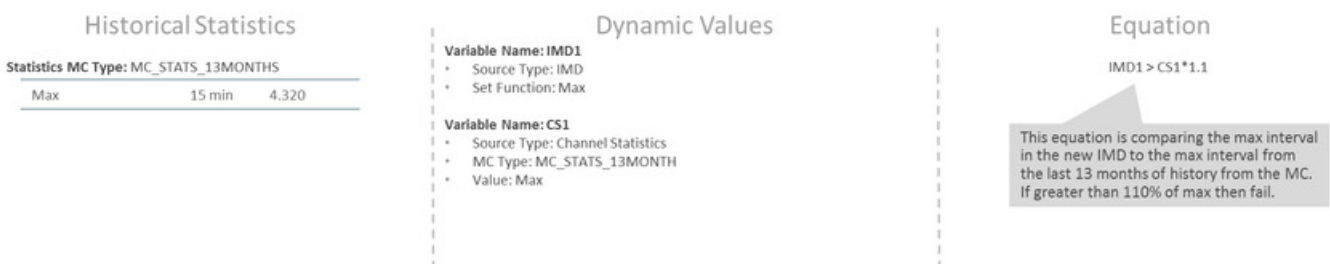 Historical Statistics
Statistics MC Type: MC_STATS_13MONTHS
Max 15 min 4.320
Dynamic Values
Variable Name: IMD1
• Source Type: IMD
• Set Function: Max
Variable Name: CS1
• Source Type: Channel Statistics
• MC Type: MC_STATS_13MONTH
• Value: Max
Equation
IMD1 > CS1*1.1
This equation is comparing the max interval
in the new IMD to the max interval from
the last 13 months of history from the MC.
If greater than 110% of max then fail.